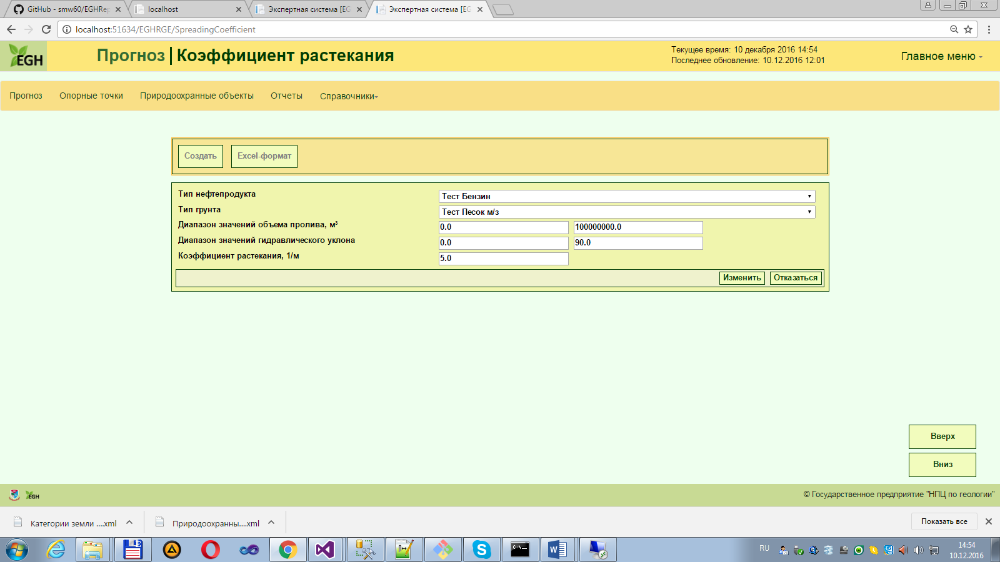 GitHub - smw60/EGHRep
localhost
Экспертная система [EG
Экспертная система [EG
localhost:51634/EGHRGE/SpreadingCoefficient
EGH
Прогноз | Коэффициент растекания
Текущее время: 10 декабря 2016 14:54
Последнее обновление: 10.12.2016 12:01
Главное меню
Прогноз Опорные точки Природоохранные объекты Отчеты Справочники
Создать Excel-формат
Тип нефтепродукта Тест Бензин
Тип грунта Тест Песок м/з
Диапазон значений объема пролива, м³ 0.0 100000000.0
Диапазон значений гидравлического уклона 0.0 90.0
Коэффициент растекания, 1/м 5.0
Изменить Отказаться
Вверх
Вниз
EGH
© Государственное предприятие "НПЦ по геологии"
Категории земли ....xml Природоохранны....xml Показать все
RU
14:54
10.12.2016